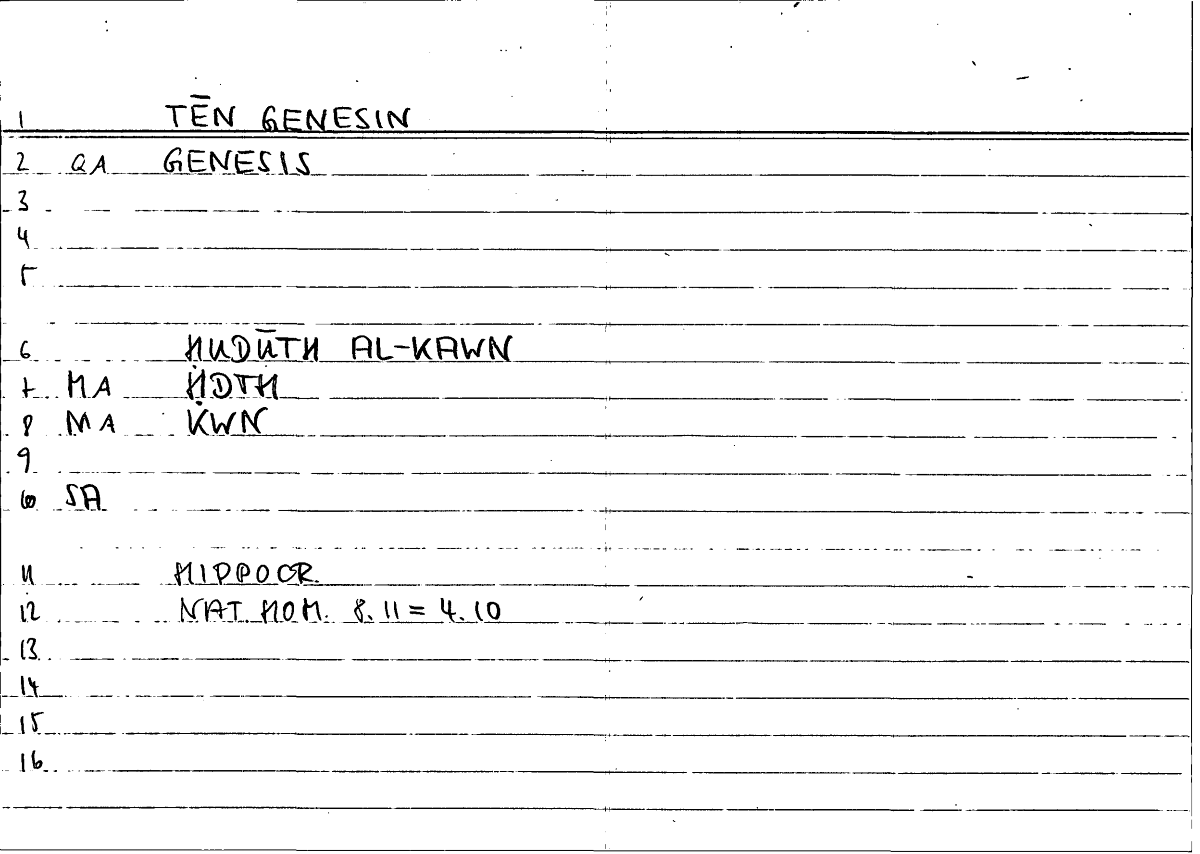 1 TĒN GENESIN
2 QA GENESIS
3
4
5
6 ḤUDŪTH AL-KAWN
7 MA ḤDTH
8 MA KWN
9
10 SA
11 HIPPOCR.
12 NAT. HOM. 8.11 = 4.10
13
14
15
16